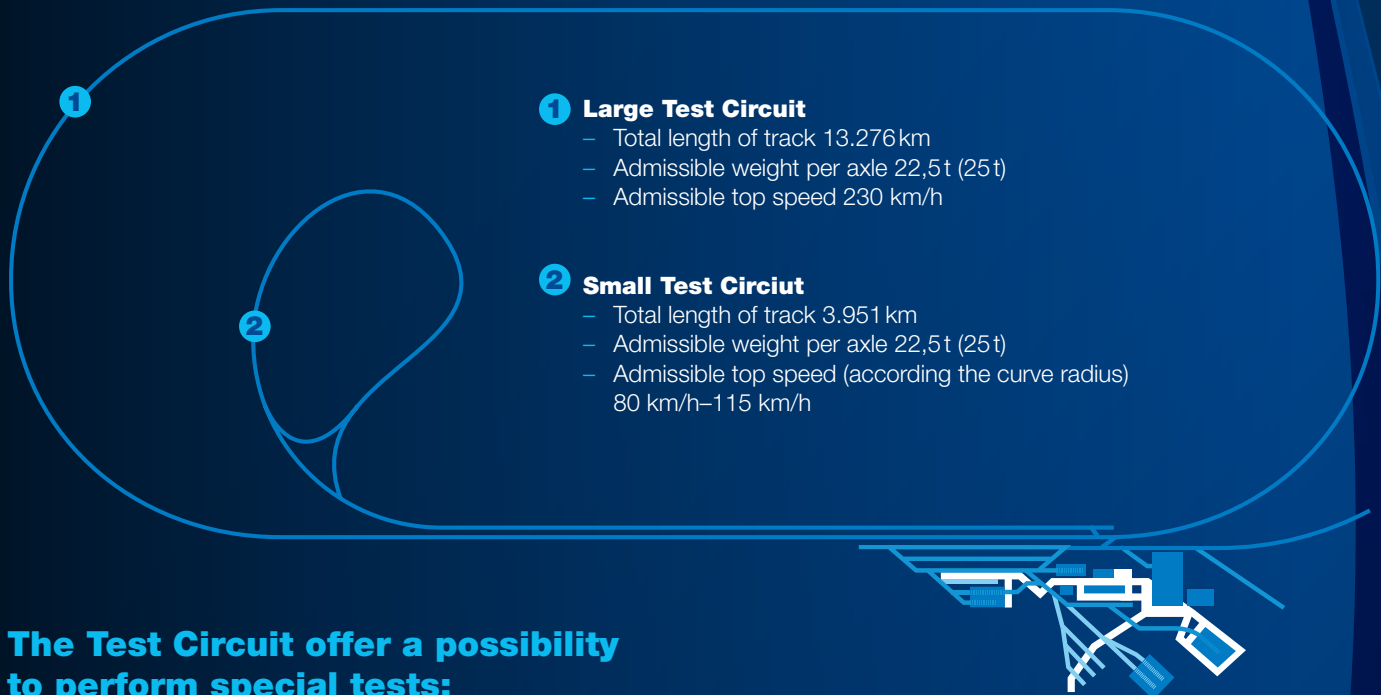 1
1 Large Test Circuit
– Total length of track 13.276 km
– Admissible weight per axle 22,5 t (25 t)
– Admissible top speed 230 km/h
2 Small Test Circiut
– Total length of track 3.951 km
2
– Admissible weight per axle 22,5 t (25 t)
– Admissible top speed (according the curve radius)
80 km/h–115 km/h
The Test Circuit offer a possibility
to perform special tests: